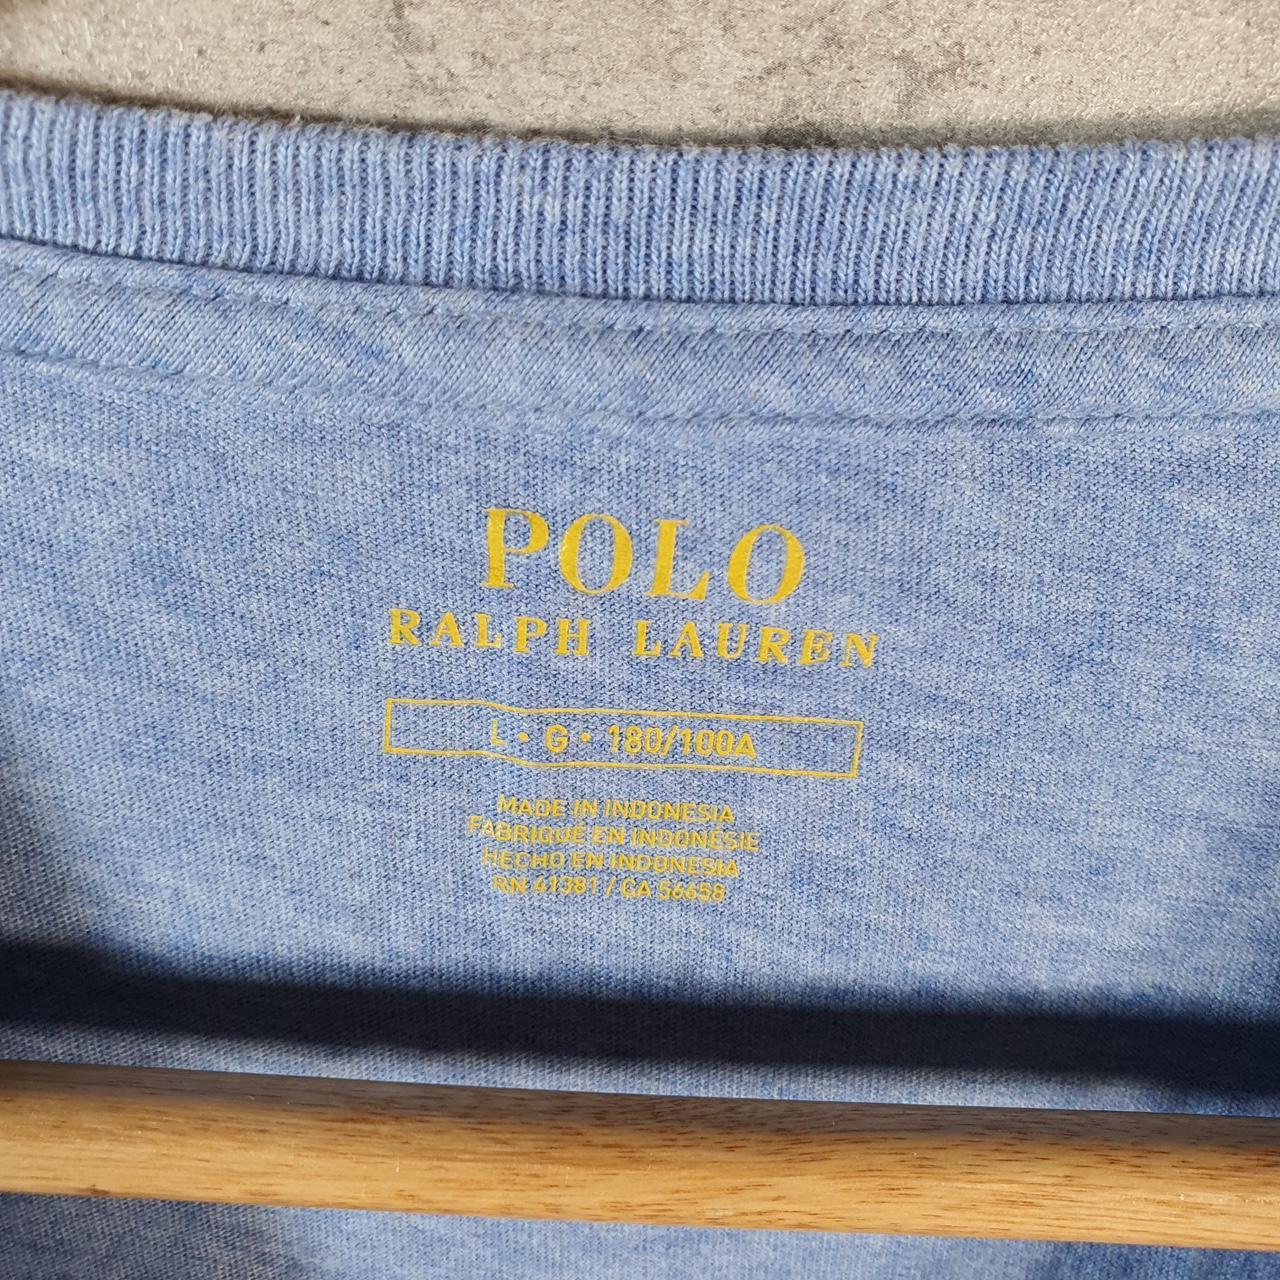 POLO
RALPH LAUREN
L • G • 180/100A
MADE IN INDONESIA
FABRIQUÉ EN INDONÉSIE
HECHO EN INDONESIA
RN 41381 / CA 56658